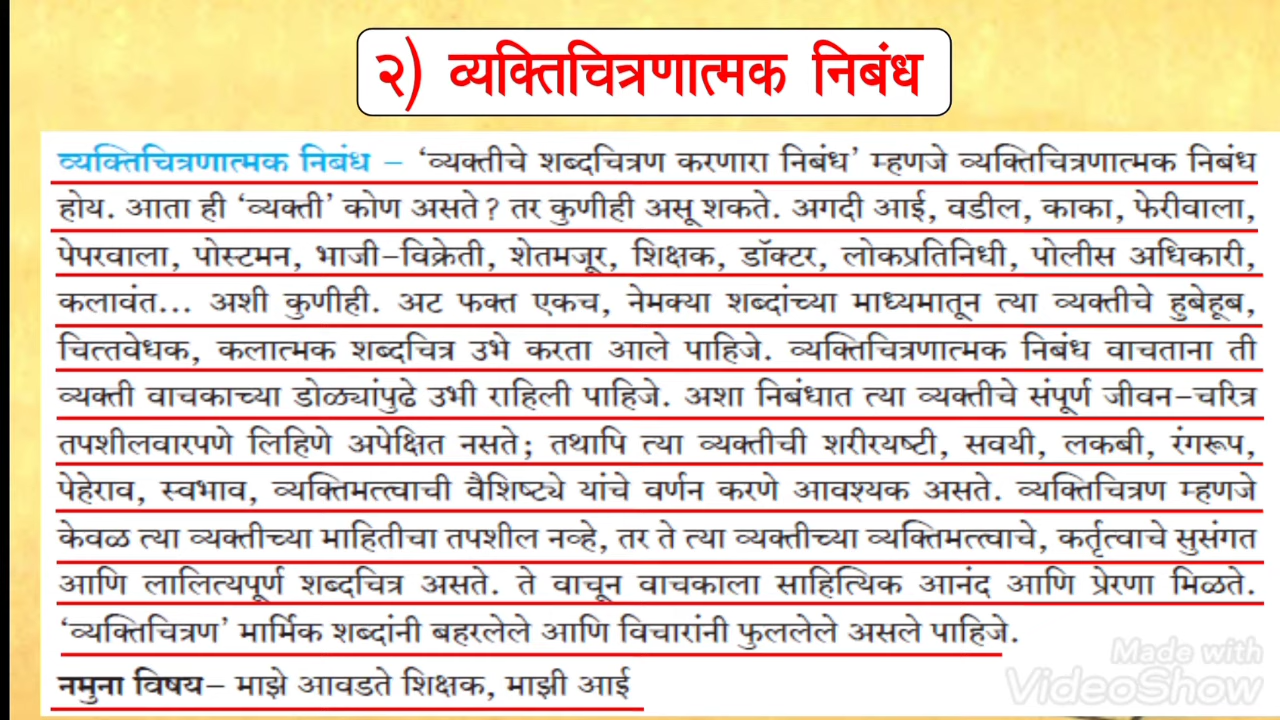 २) व्यक्तिचित्रणात्मक निबंध
व्यक्तिचित्रणात्मक निबंध – ‘व्यक्तीचे शब्दचित्रण करणारा निबंध’ म्हणजे व्यक्तिचित्रणात्मक निबंध
होय. आता ही ‘व्यक्ती’ कोण असते? तर कुणीही असू शकते. अगदी आई, वडील, काका, फेरीवाला,
पेपरवाला, पोस्टमन, भाजी-विक्रेती, शेतमजूर, शिक्षक, डॉक्टर, लोकप्रतिनिधी, पोलीस अधिकारी,
कलावंत... अशी कुणीही. अट फक्त एकच, नेमक्या शब्दांच्या माध्यमातून त्या व्यक्तीचे हुबेहूब,
चित्तवेधक, कलात्मक शब्दचित्र उभे करता आले पाहिजे. व्यक्तिचित्रणात्मक निबंध वाचताना ती
व्यक्ती वाचकाच्या डोळ्यांपुढे उभी राहिली पाहिजे. अशा निबंधात त्या व्यक्तीचे संपूर्ण जीवन-चरित्र
तपशीलवारपणे लिहिणे अपेक्षित नसते; तथापि त्या व्यक्तीची शरीरयष्टी, सवयी, लकबी, रंगरूप,
पेहेराव, स्वभाव, व्यक्तिमत्त्वाची वैशिष्ट्ये यांचे वर्णन करणे आवश्यक असते. व्यक्तिचित्रण म्हणजे
केवळ त्या व्यक्तीच्या माहितीचा तपशील नव्हे, तर ते त्या व्यक्तीच्या व्यक्तिमत्त्वाचे, कर्तृत्वाचे सुसंगत
आणि लालित्यपूर्ण शब्दचित्र असते. ते वाचून वाचकाला साहित्यिक आनंद आणि प्रेरणा मिळते.
‘व्यक्तिचित्रण’ मार्मिक शब्दांनी बहरलेले आणि विचारांनी फुललेले असले पाहिजे.
Made with
VideoShow
नमुना विषय– माझे आवडते शिक्षक, माझी आई